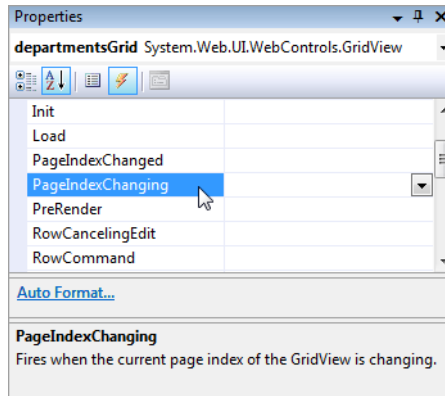 Properties
departmentsGrid System.Web.UI.WebControls.GridView
Init
Load
PageIndexChanged
PageIndexChanging
PreRender
RowCancelingEdit
RowCommand
Auto Format...
PageIndexChanging
Fires when the current page index of the GridView is changing.